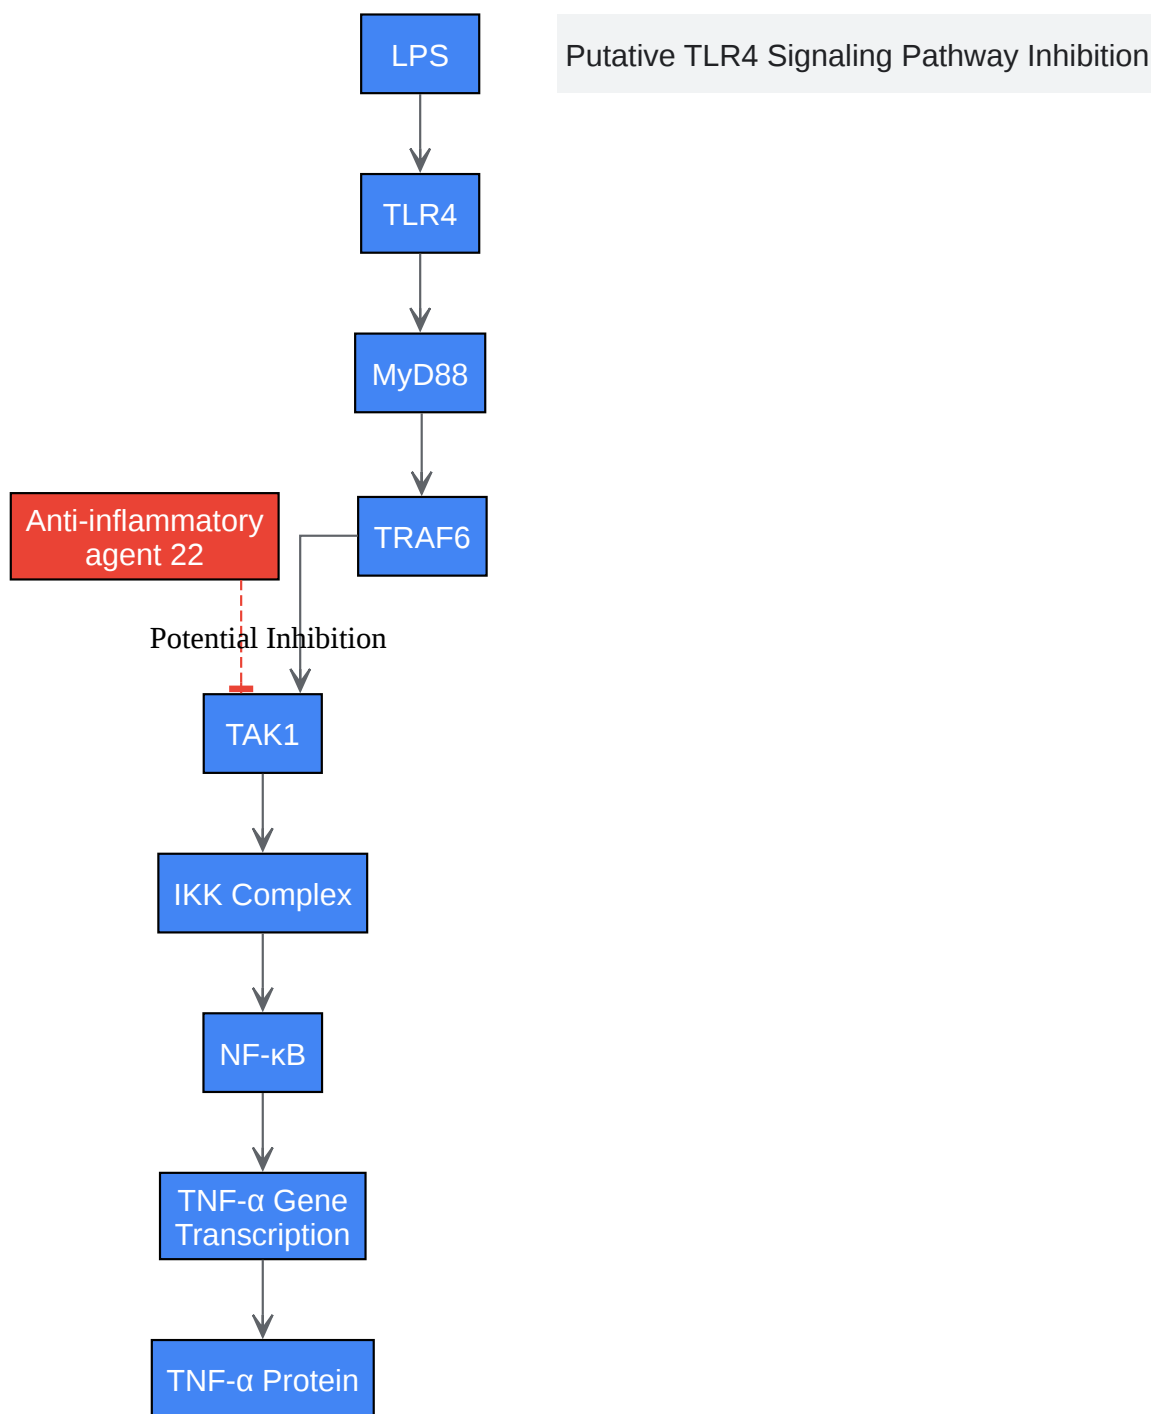 LPS
Putative TLR4 Signaling Pathway Inhibition
TLR4
MyD88
Anti-inflammatory
agent 22
TRAF6
Potential Inhibition
TAK1
IKK Complex
NF-κB
TNF-α Gene
Transcription
TNF-α Protein